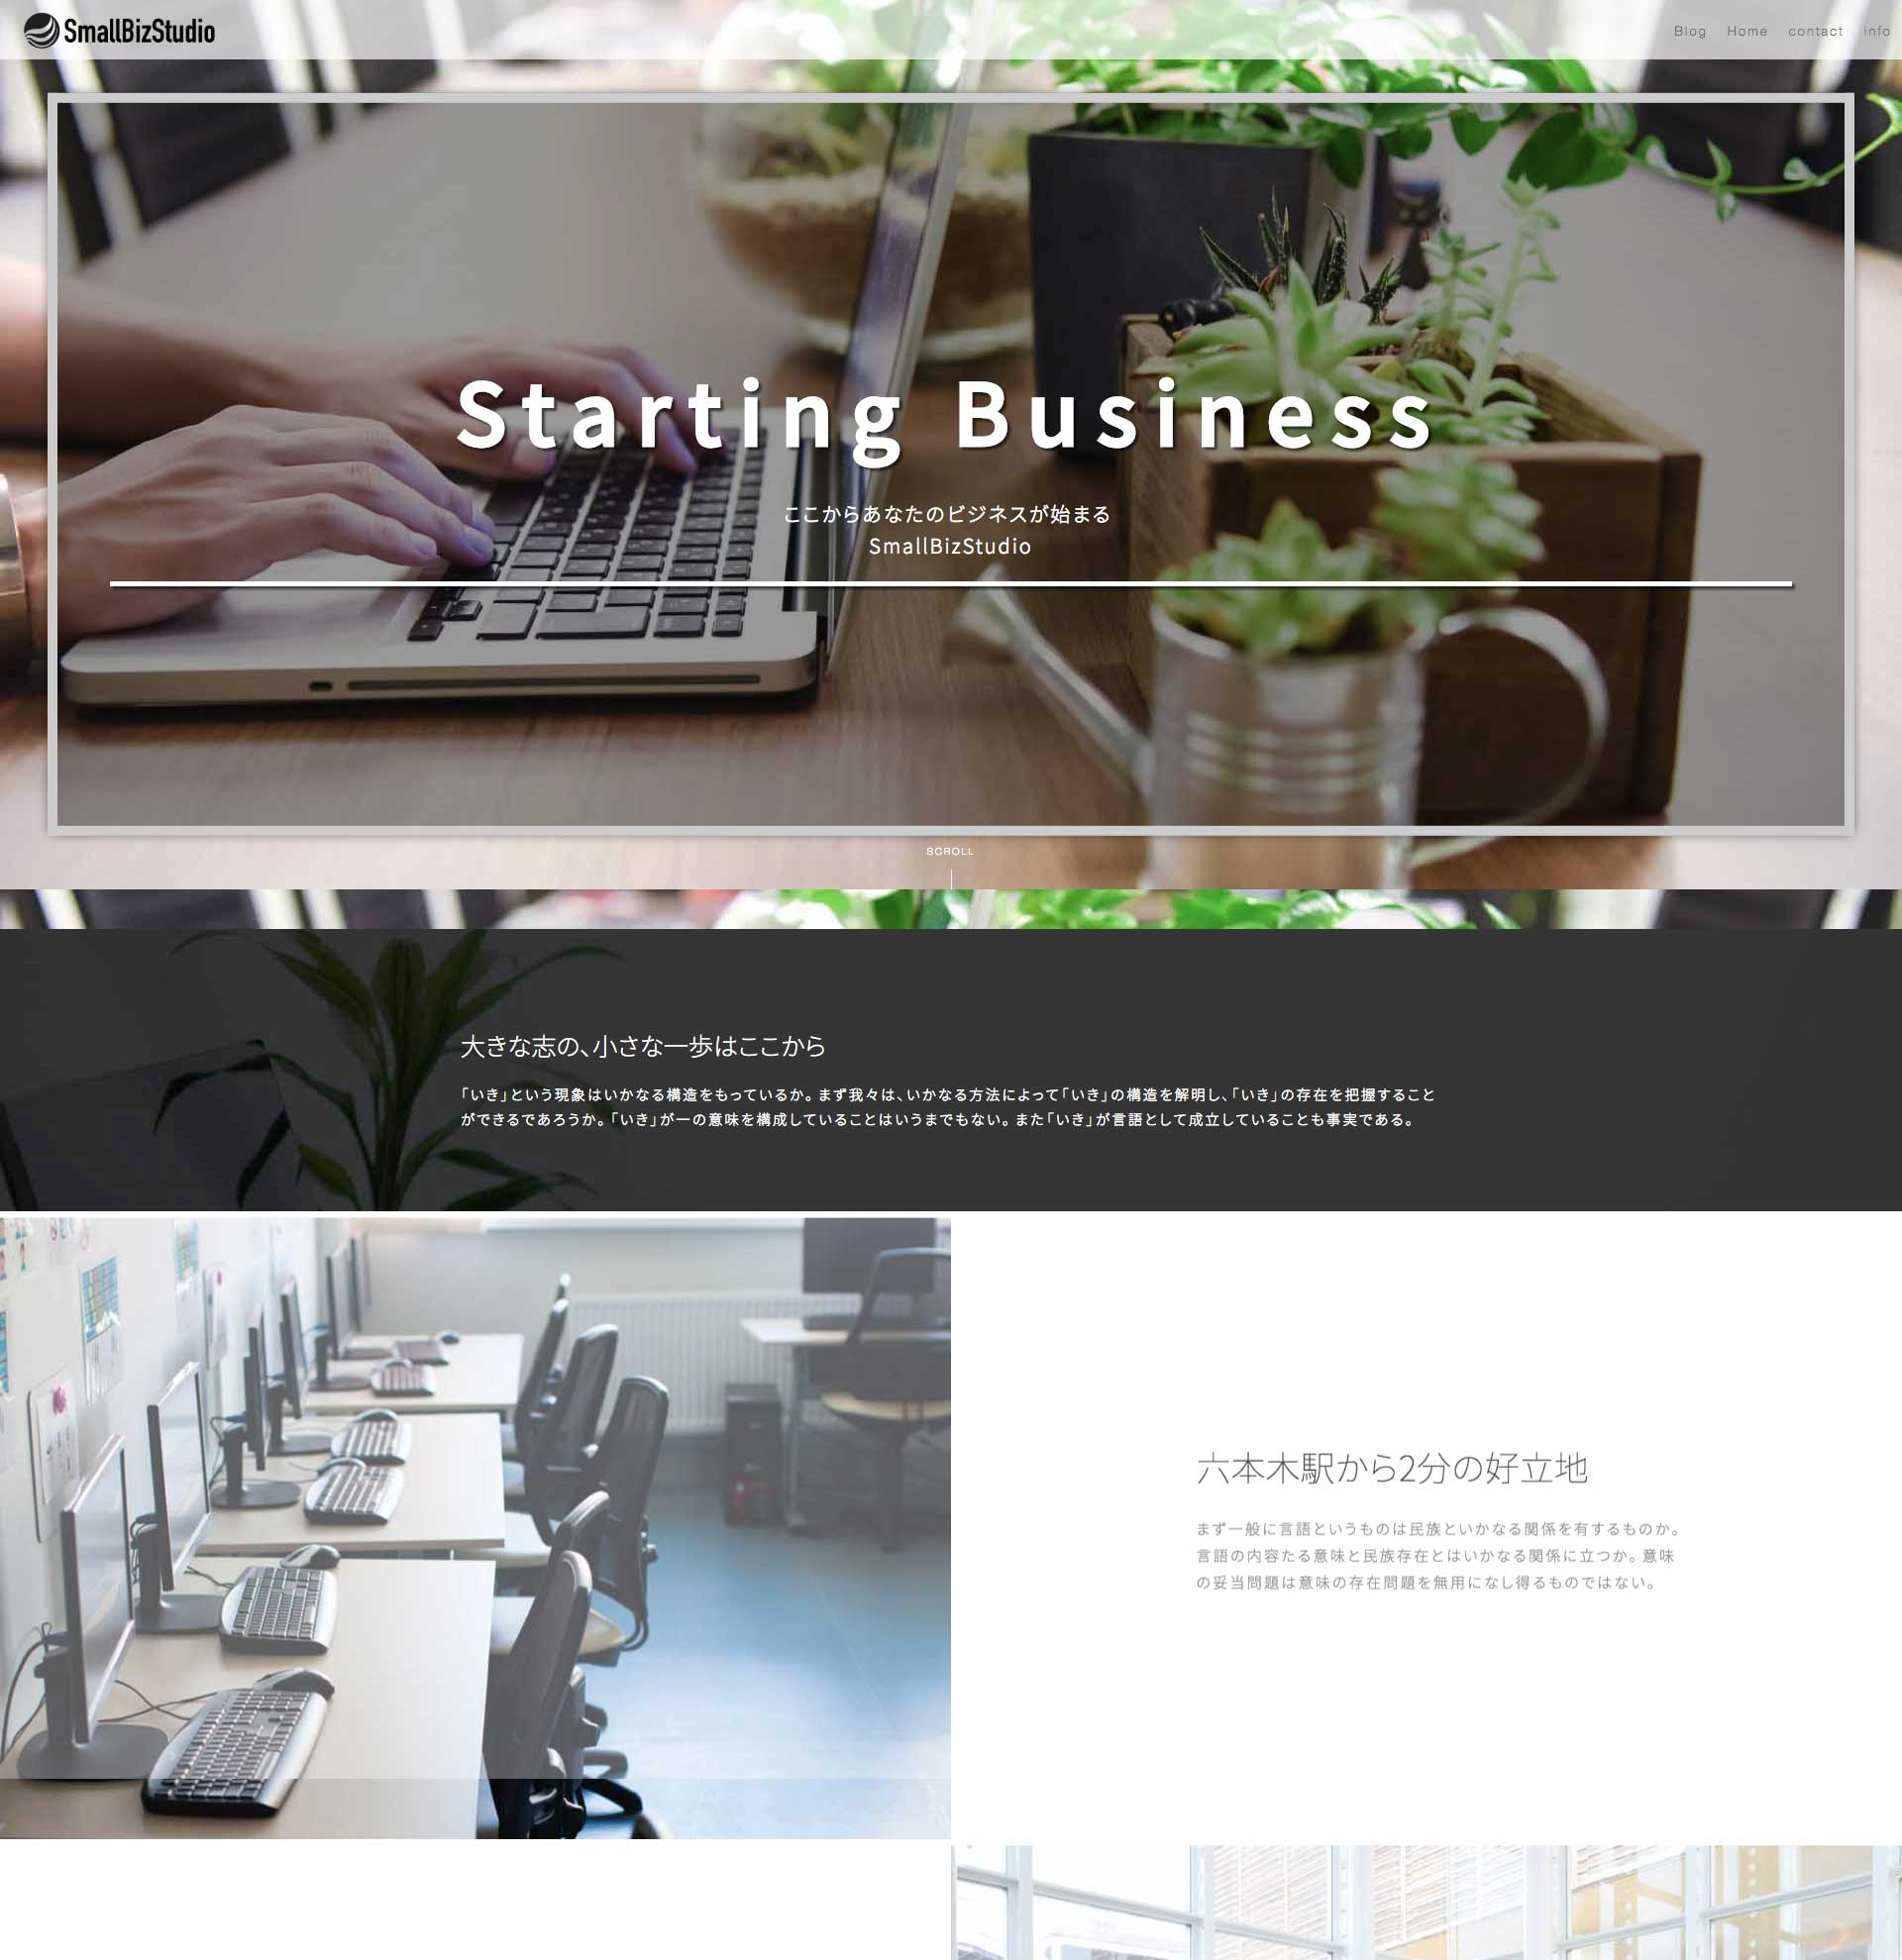 SmallBizStudio
Blog Home contact info
Starting Business
ここからあなたのビジネスが始まる
SmallBizStudio
SCROLL
大きな志の、小さな一歩はここから
「いき」という現象はいかなる構造をもっているか。まず我々は、いかなる方法によって「いき」の構造を解明し、「いき」の存在を把握すること
ができるであろうか。「いき」が一の意味を構成していることはいうまでもない。また「いき」が言語として成立していることも事実である。
六本木駅から2分の好立地
まず一般に言語というものは民族といかなる関係を有するものか。
言語の内容たる意味と民族存在とはいかなる関係に立つか。意味
の妥当問題は意味の存在問題を無用になし得るものではない。